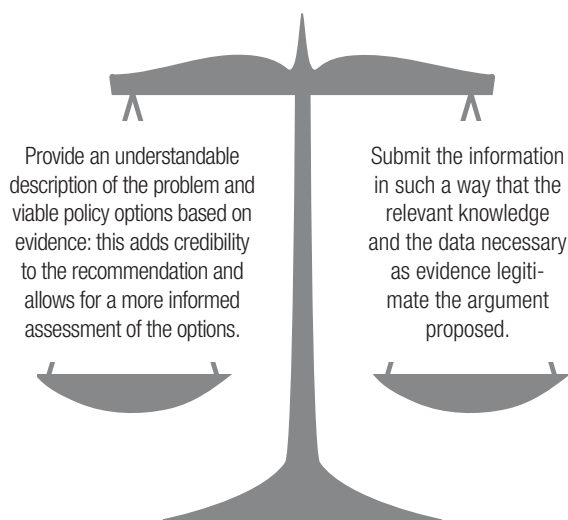 Provide an understandable
description of the problem and
viable policy options based on
evidence: this adds credibility
to the recommendation and
allows for a more informed
assessment of the options.
Submit the information
in such a way that the
relevant knowledge
and the data necessary
as evidence legiti-
mate the argument
proposed.